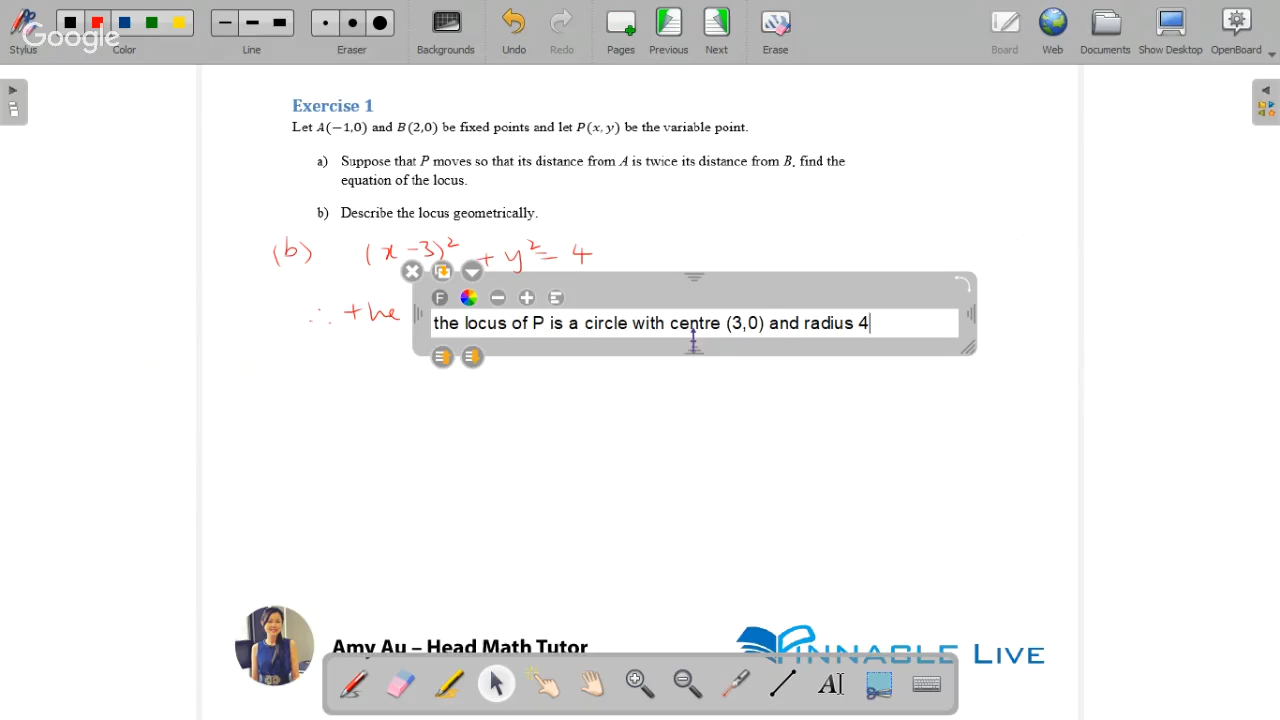 Stylus
Color
Line
Eraser
Backgrounds
Undo
Redo
Pages
Previous
Next
Erase
Board
Web
Documents
Show Desktop
OpenBoard
Google
Exercise 1
Let A(−1,0) and B(2,0) be fixed points and let P(x, y) be the variable point.
a) Suppose that P moves so that its distance from A is twice its distance from B, find the
equation of the locus.
b) Describe the locus geometrically.
(b) (x-3)² + y² = 4
∴ the
F
the locus of P is a circle with centre (3,0) and radius 4
Amy Au – Head Math Tutor
PINNACLE LIVE
AI